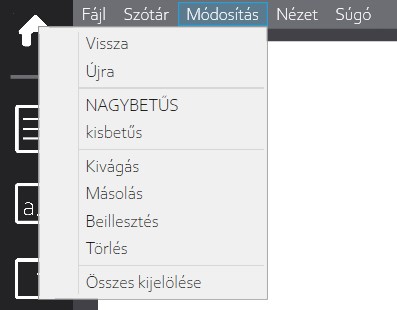 Fájl Szótár Módosítás Nézet Súgó
Vissza
Újra
NAGYBETŰS
kisbetűs
Kivágás
Másolás
Beillesztés
Törlés
Összes kijelölése
a